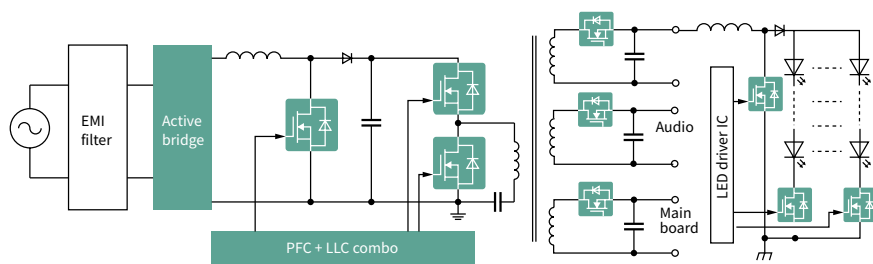 EMI
filter
Active
bridge
PFC + LLC combo
Audio
Main
board
LED driver IC